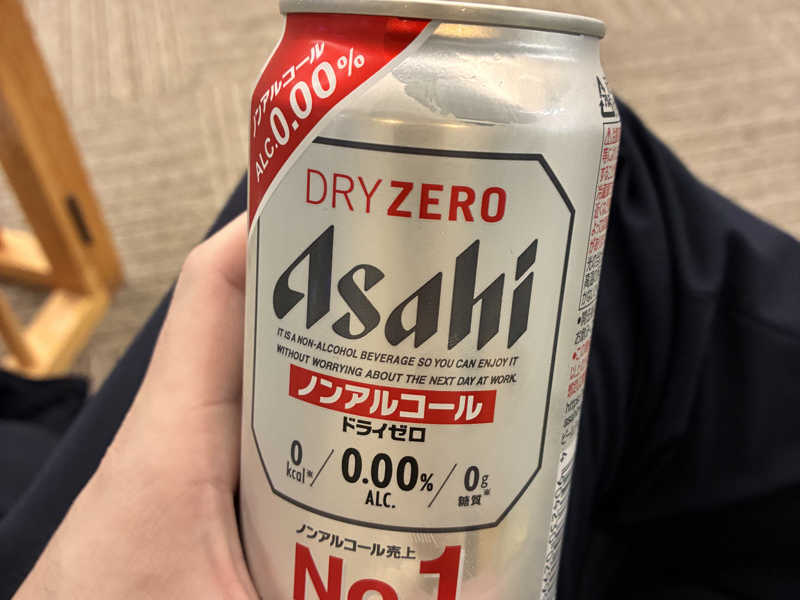 ノンアルコール
ALC.0.00%
DRY ZERO
Asahi
IT IS A NON-ALCOHOL BEVERAGE SO YOU CAN ENJOY IT
WITHOUT WORRYING ABOUT THE NEXT DAY AT WORK.
ノンアルコール
ドライゼロ
0kcal※/0.00%ALC./0g糖質※
ノンアルコール売上
No.1